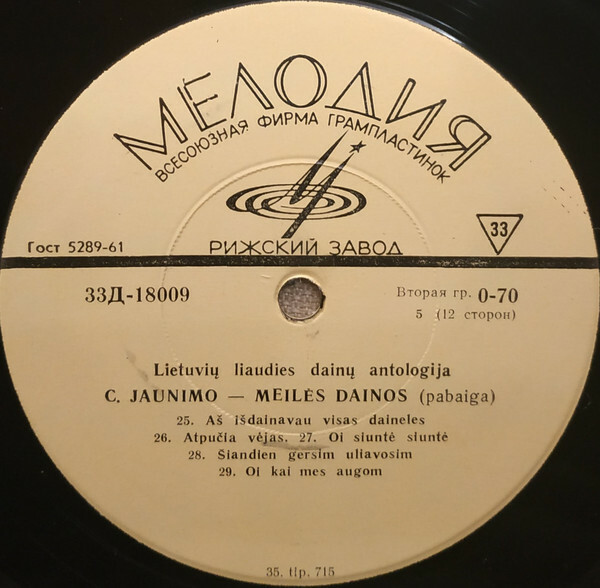 МЕЛОДИЯ
ВСЕСОЮЗНАЯ ФИРМА ГРАМПЛАСТИНОК
РИЖСКИЙ ЗАВОД
Гост 5289-61
33
33Д-18009
Вторая гр. 0-70
5 (12 сторон)
Lietuvių liaudies dainų antologija
C. JAUNIMO — MEILĖS DAINOS (pabaiga)
25. Aš išdainavau visas daineles
26. Atpučia vėjas. 27. Oi siuntė siuntė
28. Šiandien gersim uliavosim
29. Oi kai mes augom
35. tlp. 715